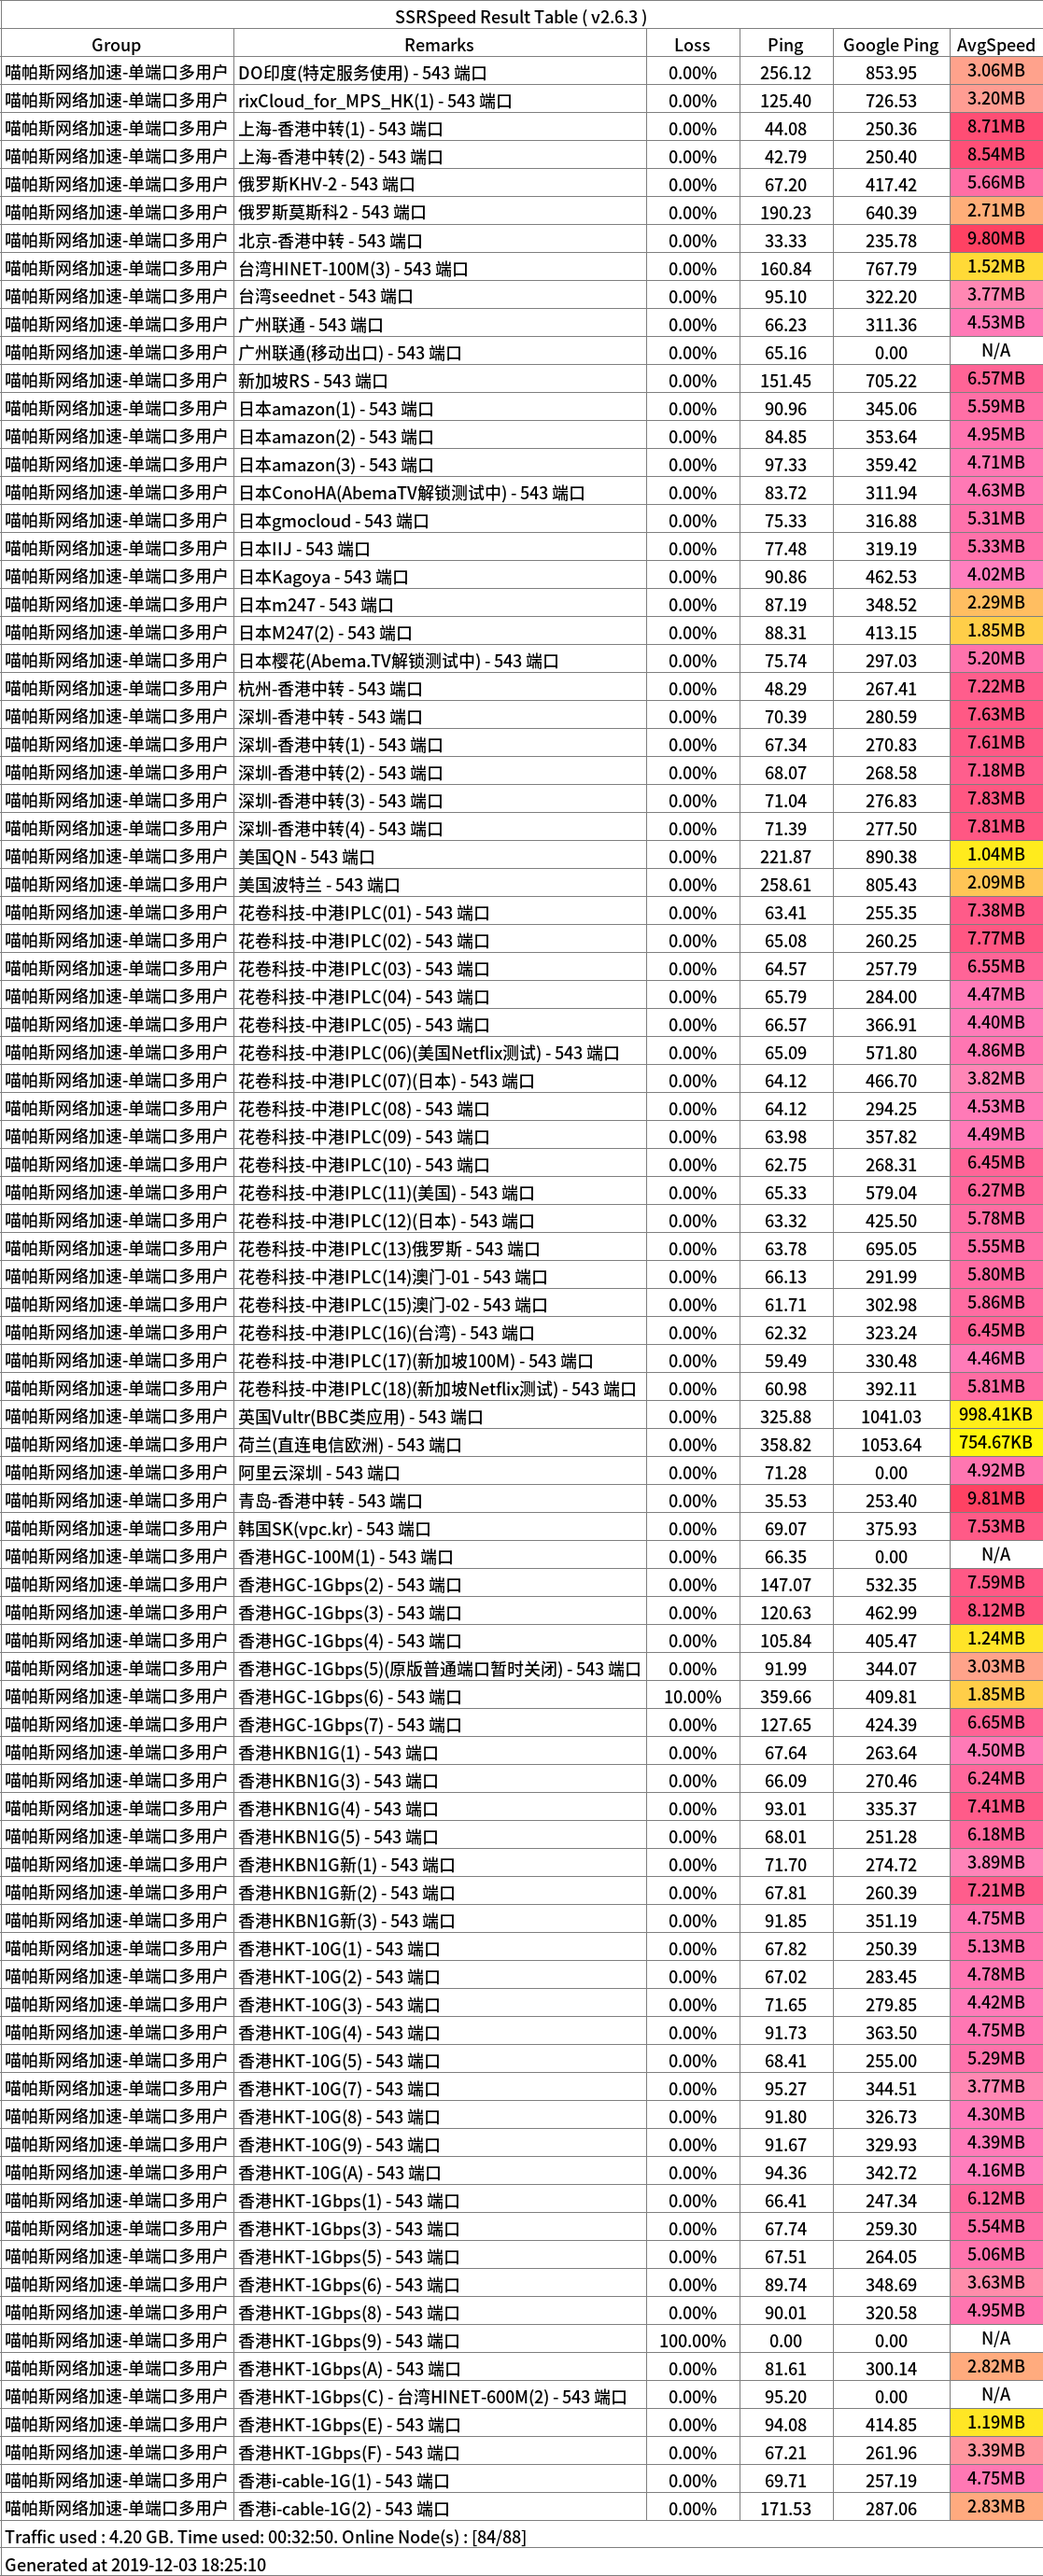 SSRSpeed Result Table ( v2.6.3 )
Group Remarks Loss Ping Google Ping AvgSpeed
喵帕斯网络加速-单端口多用户 DO印度(特定服务使用) - 543 端口 0.00% 256.12 853.95 3.06MB
喵帕斯网络加速-单端口多用户 rixCloud_for_MPS_HK(1) - 543 端口 0.00% 125.40 726.53 3.20MB
喵帕斯网络加速-单端口多用户 上海-香港中转(1) - 543 端口 0.00% 44.08 250.36 8.71MB
喵帕斯网络加速-单端口多用户 上海-香港中转(2) - 543 端口 0.00% 42.79 250.40 8.54MB
喵帕斯网络加速-单端口多用户 俄罗斯KHV-2 - 543 端口 0.00% 67.20 417.42 5.66MB
喵帕斯网络加速-单端口多用户 俄罗斯莫斯科2 - 543 端口 0.00% 190.23 640.39 2.71MB
喵帕斯网络加速-单端口多用户 北京-香港中转 - 543 端口 0.00% 33.33 235.78 9.80MB
喵帕斯网络加速-单端口多用户 台湾HINET-100M(3) - 543 端口 0.00% 160.84 767.79 1.52MB
喵帕斯网络加速-单端口多用户 台湾seednet - 543 端口 0.00% 95.10 322.20 3.77MB
喵帕斯网络加速-单端口多用户 广州联通 - 543 端口 0.00% 66.23 311.36 4.53MB
喵帕斯网络加速-单端口多用户 广州联通(移动出口) - 543 端口 0.00% 65.16 0.00 N/A
喵帕斯网络加速-单端口多用户 新加坡RS - 543 端口 0.00% 151.45 705.22 6.57MB
喵帕斯网络加速-单端口多用户 日本amazon(1) - 543 端口 0.00% 90.96 345.06 5.59MB
喵帕斯网络加速-单端口多用户 日本amazon(2) - 543 端口 0.00% 84.85 353.64 4.95MB
喵帕斯网络加速-单端口多用户 日本amazon(3) - 543 端口 0.00% 97.33 359.42 4.71MB
喵帕斯网络加速-单端口多用户 日本ConoHA(AbemaTV解锁测试中) - 543 端口 0.00% 83.72 311.94 4.63MB
喵帕斯网络加速-单端口多用户 日本gmocloud - 543 端口 0.00% 75.33 316.88 5.31MB
喵帕斯网络加速-单端口多用户 日本IIJ - 543 端口 0.00% 77.48 319.19 5.33MB
喵帕斯网络加速-单端口多用户 日本Kagoya - 543 端口 0.00% 90.86 462.53 4.02MB
喵帕斯网络加速-单端口多用户 日本m247 - 543 端口 0.00% 87.19 348.52 2.29MB
喵帕斯网络加速-单端口多用户 日本M247(2) - 543 端口 0.00% 88.31 413.15 1.85MB
喵帕斯网络加速-单端口多用户 日本樱花(Abema.TV解锁测试中) - 543 端口 0.00% 75.74 297.03 5.20MB
喵帕斯网络加速-单端口多用户 杭州-香港中转 - 543 端口 0.00% 48.29 267.41 7.22MB
喵帕斯网络加速-单端口多用户 深圳-香港中转 - 543 端口 0.00% 70.39 280.59 7.63MB
喵帕斯网络加速-单端口多用户 深圳-香港中转(1) - 543 端口 0.00% 67.34 270.83 7.61MB
喵帕斯网络加速-单端口多用户 深圳-香港中转(2) - 543 端口 0.00% 68.07 268.58 7.18MB
喵帕斯网络加速-单端口多用户 深圳-香港中转(3) - 543 端口 0.00% 71.04 276.83 7.83MB
喵帕斯网络加速-单端口多用户 深圳-香港中转(4) - 543 端口 0.00% 71.39 277.50 7.81MB
喵帕斯网络加速-单端口多用户 美国QN - 543 端口 0.00% 221.87 890.38 1.04MB
喵帕斯网络加速-单端口多用户 美国波特兰 - 543 端口 0.00% 258.61 805.43 2.09MB
喵帕斯网络加速-单端口多用户 花卷科技-中港IPLC(01) - 543 端口 0.00% 63.41 255.35 7.38MB
喵帕斯网络加速-单端口多用户 花卷科技-中港IPLC(02) - 543 端口 0.00% 65.08 260.25 7.77MB
喵帕斯网络加速-单端口多用户 花卷科技-中港IPLC(03) - 543 端口 0.00% 64.57 257.79 6.55MB
喵帕斯网络加速-单端口多用户 花卷科技-中港IPLC(04) - 543 端口 0.00% 65.79 284.00 4.47MB
喵帕斯网络加速-单端口多用户 花卷科技-中港IPLC(05) - 543 端口 0.00% 66.57 366.91 4.40MB
喵帕斯网络加速-单端口多用户 花卷科技-中港IPLC(06)(美国Netflix测试) - 543 端口 0.00% 65.09 571.80 4.86MB
喵帕斯网络加速-单端口多用户 花卷科技-中港IPLC(07)(日本) - 543 端口 0.00% 64.12 466.70 3.82MB
喵帕斯网络加速-单端口多用户 花卷科技-中港IPLC(08) - 543 端口 0.00% 64.12 294.25 4.53MB
喵帕斯网络加速-单端口多用户 花卷科技-中港IPLC(09) - 543 端口 0.00% 63.98 357.82 4.49MB
喵帕斯网络加速-单端口多用户 花卷科技-中港IPLC(10) - 543 端口 0.00% 62.75 268.31 6.45MB
喵帕斯网络加速-单端口多用户 花卷科技-中港IPLC(11)(美国) - 543 端口 0.00% 65.33 579.04 6.27MB
喵帕斯网络加速-单端口多用户 花卷科技-中港IPLC(12)(日本) - 543 端口 0.00% 63.32 425.50 5.78MB
喵帕斯网络加速-单端口多用户 花卷科技-中港IPLC(13)俄罗斯 - 543 端口 0.00% 63.78 695.05 5.55MB
喵帕斯网络加速-单端口多用户 花卷科技-中港IPLC(14)澳门-01 - 543 端口 0.00% 66.13 291.99 5.80MB
喵帕斯网络加速-单端口多用户 花卷科技-中港IPLC(15)澳门-02 - 543 端口 0.00% 61.71 302.98 5.86MB
喵帕斯网络加速-单端口多用户 花卷科技-中港IPLC(16)(台湾) - 543 端口 0.00% 62.32 323.24 6.45MB
喵帕斯网络加速-单端口多用户 花卷科技-中港IPLC(17)(新加坡100M) - 543 端口 0.00% 59.49 330.48 4.46MB
喵帕斯网络加速-单端口多用户 花卷科技-中港IPLC(18)(新加坡Netflix测试) - 543 端口 0.00% 60.98 392.11 5.81MB
喵帕斯网络加速-单端口多用户 英国Vultr(BBC类应用) - 543 端口 0.00% 325.88 1041.03 998.41KB
喵帕斯网络加速-单端口多用户 荷兰(直连电信欧洲) - 543 端口 0.00% 358.82 1053.64 754.67KB
喵帕斯网络加速-单端口多用户 阿里云深圳 - 543 端口 0.00% 71.28 0.00 4.92MB
喵帕斯网络加速-单端口多用户 青岛-香港中转 - 543 端口 0.00% 35.53 253.40 9.81MB
喵帕斯网络加速-单端口多用户 韩国SK(vpc.kr) - 543 端口 0.00% 69.07 375.93 7.53MB
喵帕斯网络加速-单端口多用户 香港HGC-100M(1) - 543 端口 0.00% 66.35 0.00 N/A
喵帕斯网络加速-单端口多用户 香港HGC-1Gbps(2) - 543 端口 0.00% 147.07 532.35 7.59MB
喵帕斯网络加速-单端口多用户 香港HGC-1Gbps(3) - 543 端口 0.00% 120.63 462.99 8.12MB
喵帕斯网络加速-单端口多用户 香港HGC-1Gbps(4) - 543 端口 0.00% 105.84 405.47 1.24MB
喵帕斯网络加速-单端口多用户 香港HGC-1Gbps(5)(原版普通端口暂时关闭) - 543 端口 0.00% 91.99 344.07 3.03MB
喵帕斯网络加速-单端口多用户 香港HGC-1Gbps(6) - 543 端口 10.00% 359.66 409.81 1.85MB
喵帕斯网络加速-单端口多用户 香港HGC-1Gbps(7) - 543 端口 0.00% 127.65 424.39 6.65MB
喵帕斯网络加速-单端口多用户 香港HKBN1G(1) - 543 端口 0.00% 67.64 263.64 4.50MB
喵帕斯网络加速-单端口多用户 香港HKBN1G(3) - 543 端口 0.00% 66.09 270.46 6.24MB
喵帕斯网络加速-单端口多用户 香港HKBN1G(4) - 543 端口 0.00% 93.01 335.37 7.41MB
喵帕斯网络加速-单端口多用户 香港HKBN1G(5) - 543 端口 0.00% 68.01 251.28 6.18MB
喵帕斯网络加速-单端口多用户 香港HKBN1G新(1) - 543 端口 0.00% 71.70 274.72 3.89MB
喵帕斯网络加速-单端口多用户 香港HKBN1G新(2) - 543 端口 0.00% 67.81 260.39 7.21MB
喵帕斯网络加速-单端口多用户 香港HKBN1G新(3) - 543 端口 0.00% 91.85 351.19 4.75MB
喵帕斯网络加速-单端口多用户 香港HKT-10G(1) - 543 端口 0.00% 67.82 250.39 5.13MB
喵帕斯网络加速-单端口多用户 香港HKT-10G(2) - 543 端口 0.00% 67.02 283.45 4.78MB
喵帕斯网络加速-单端口多用户 香港HKT-10G(3) - 543 端口 0.00% 71.65 279.85 4.42MB
喵帕斯网络加速-单端口多用户 香港HKT-10G(4) - 543 端口 0.00% 91.73 363.50 4.75MB
喵帕斯网络加速-单端口多用户 香港HKT-10G(5) - 543 端口 0.00% 68.41 255.00 5.29MB
喵帕斯网络加速-单端口多用户 香港HKT-10G(7) - 543 端口 0.00% 95.27 344.51 3.77MB
喵帕斯网络加速-单端口多用户 香港HKT-10G(8) - 543 端口 0.00% 91.80 326.73 4.30MB
喵帕斯网络加速-单端口多用户 香港HKT-10G(9) - 543 端口 0.00% 91.67 329.93 4.39MB
喵帕斯网络加速-单端口多用户 香港HKT-10G(A) - 543 端口 0.00% 94.36 342.72 4.16MB
喵帕斯网络加速-单端口多用户 香港HKT-1Gbps(1) - 543 端口 0.00% 66.41 247.34 6.12MB
喵帕斯网络加速-单端口多用户 香港HKT-1Gbps(3) - 543 端口 0.00% 67.74 259.30 5.54MB
喵帕斯网络加速-单端口多用户 香港HKT-1Gbps(5) - 543 端口 0.00% 67.51 264.05 5.06MB
喵帕斯网络加速-单端口多用户 香港HKT-1Gbps(6) - 543 端口 0.00% 89.74 348.69 3.63MB
喵帕斯网络加速-单端口多用户 香港HKT-1Gbps(8) - 543 端口 0.00% 90.01 320.58 4.95MB
喵帕斯网络加速-单端口多用户 香港HKT-1Gbps(9) - 543 端口 100.00% 0.00 0.00 N/A
喵帕斯网络加速-单端口多用户 香港HKT-1Gbps(A) - 543 端口 0.00% 81.61 300.14 2.82MB
喵帕斯网络加速-单端口多用户 香港HKT-1Gbps(C) - 台湾HINET-600M(2) - 543 端口 0.00% 95.20 0.00 N/A
喵帕斯网络加速-单端口多用户 香港HKT-1Gbps(E) - 543 端口 0.00% 94.08 414.85 1.19MB
喵帕斯网络加速-单端口多用户 香港HKT-1Gbps(F) - 543 端口 0.00% 67.21 261.96 3.39MB
喵帕斯网络加速-单端口多用户 香港i-cable-1G(1) - 543 端口 0.00% 69.71 257.19 4.75MB
喵帕斯网络加速-单端口多用户 香港i-cable-1G(2) - 543 端口 0.00% 171.53 287.06 2.83MB
Traffic used : 4.20 GB. Time used: 00:32:50. Online Node(s) : [84/88]
Generated at 2019-12-03 18:25:10